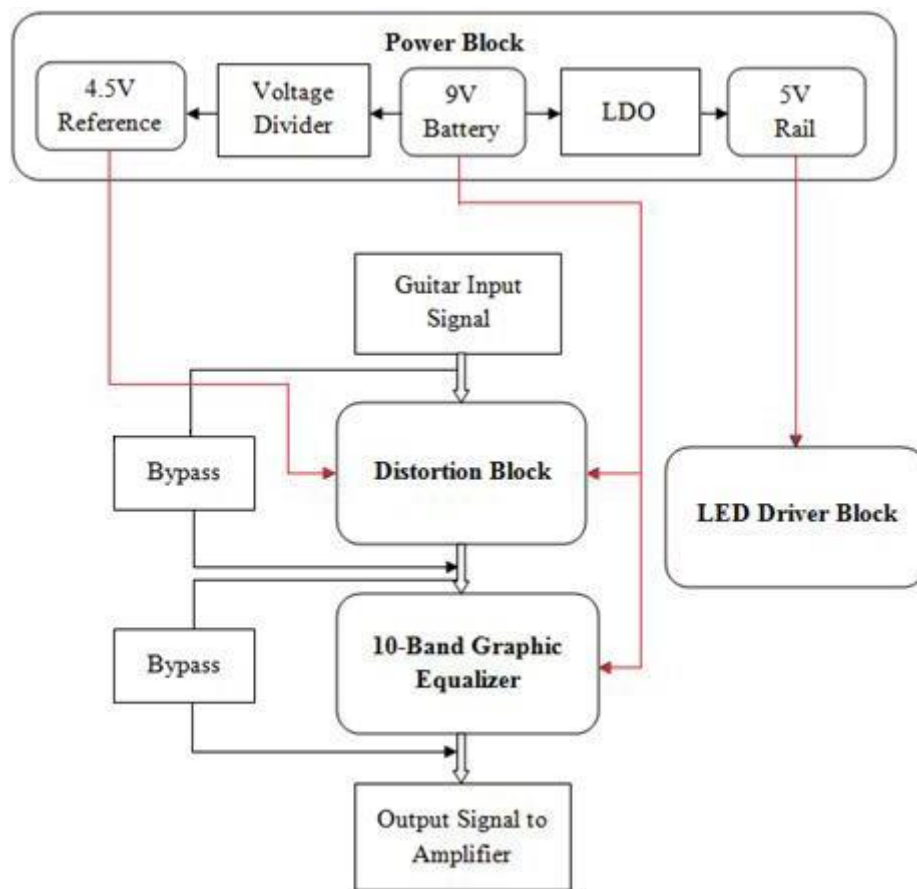 Power Block
4.5V
Reference
Voltage
Divider
9V
Battery
LDO
5V
Rail
Guitar Input
Signal
Bypass
Distortion Block
LED Driver Block
Bypass
10-Band Graphic
Equalizer
Output Signal to
Amplifier